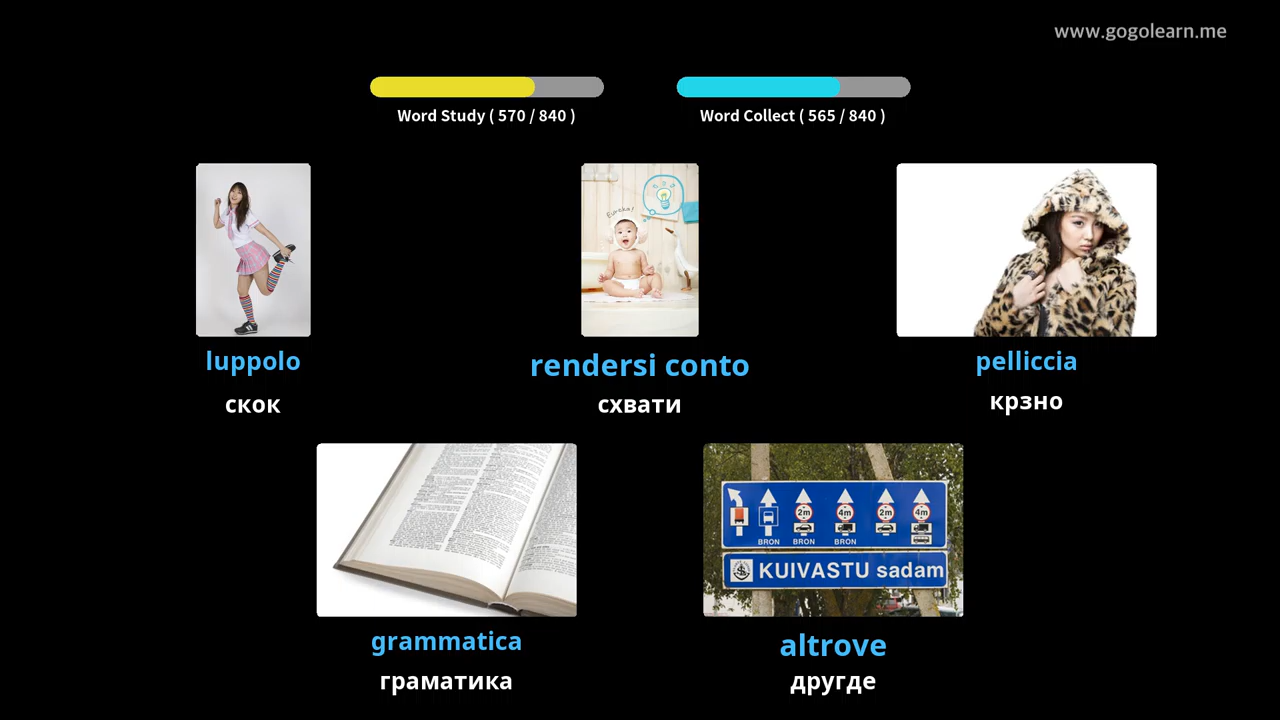 www.gogolearn.me
Word Study ( 570 / 840 )
Word Collect ( 565 / 840 )
Eureka!
luppolo
скок
rendersi conto
схвати
pelliccia
крзно
2m
4m
2m
4m
BRON
BRON
BRON
KUIVASTU sadam
grammatica
граматика
altrove
другде